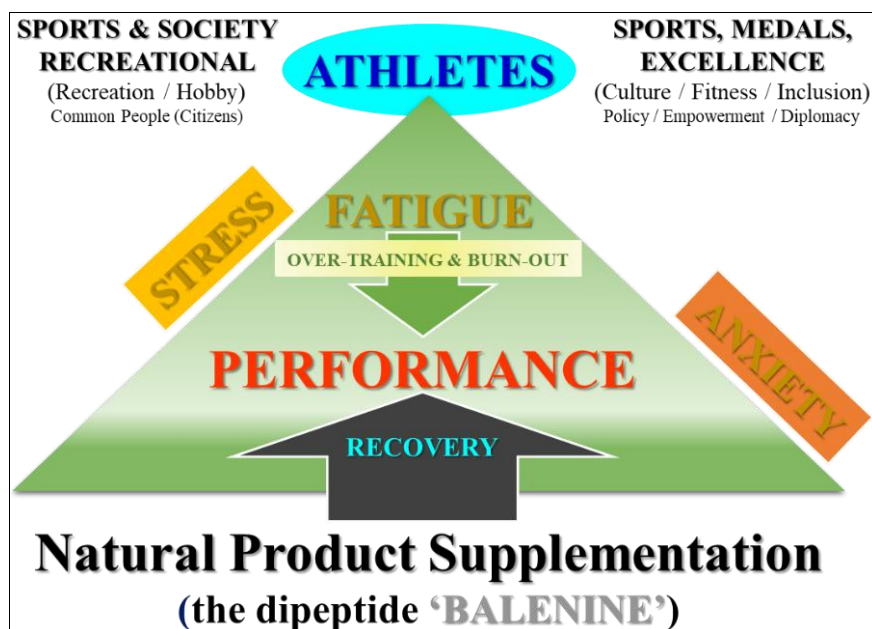 SPORTS & SOCIETY
RECREATIONAL
(Recreation / Hobby)
Common People (Citizens)
ATHLETES
SPORTS, MEDALS,
EXCELLENCE
(Culture / Fitness / Inclusion)
Policy / Empowerment / Diplomacy
STRESS
FATIGUE
OVER-TRAINING & BURN-OUT
ANXIETY
PERFORMANCE
RECOVERY
Natural Product Supplementation
(the dipeptide ‘BALENINE’)